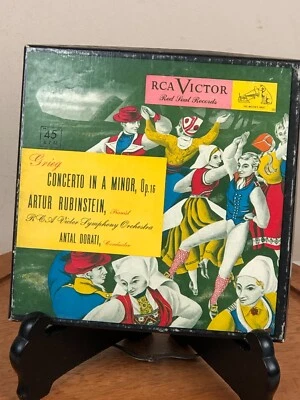 RCA VICTOR
Red Seal Records
45
Grieg
CONCERTO IN A MINOR, Op.16
ARTUR RUBINSTEIN, Pianist
RCA Victor Symphony Orchestra
ANTAL DORATI, Conductor